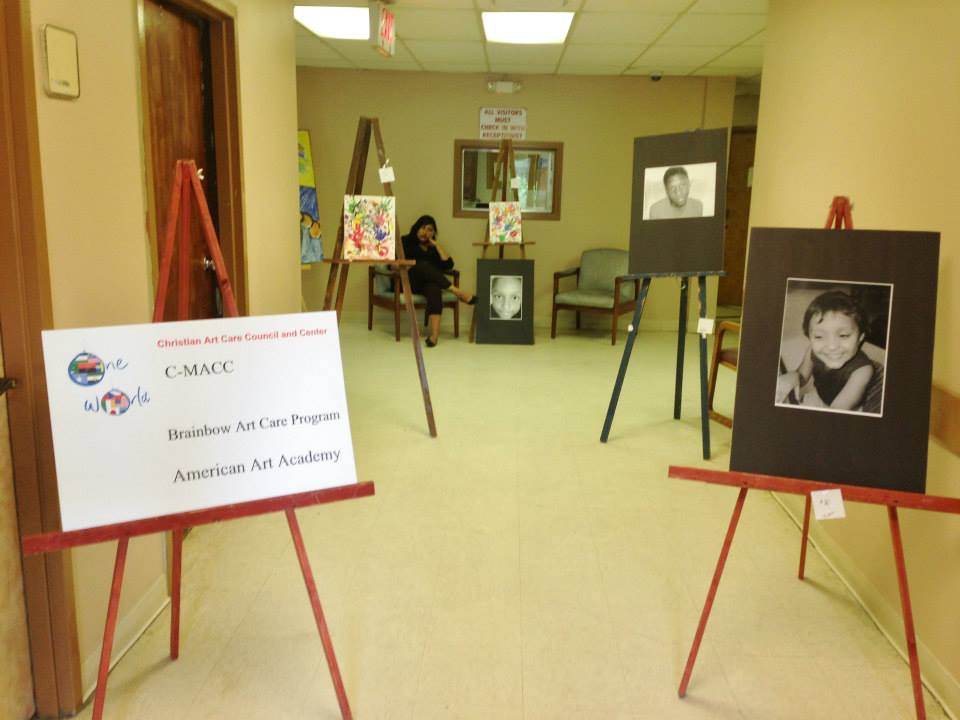 EXIT
ALL VISITORS
MUST
CHECK IN WITH
RECEPTIONIST
Christian Art Care Council and Center
One
World
C-MACC
Brainbow Art Care Program
American Art Academy